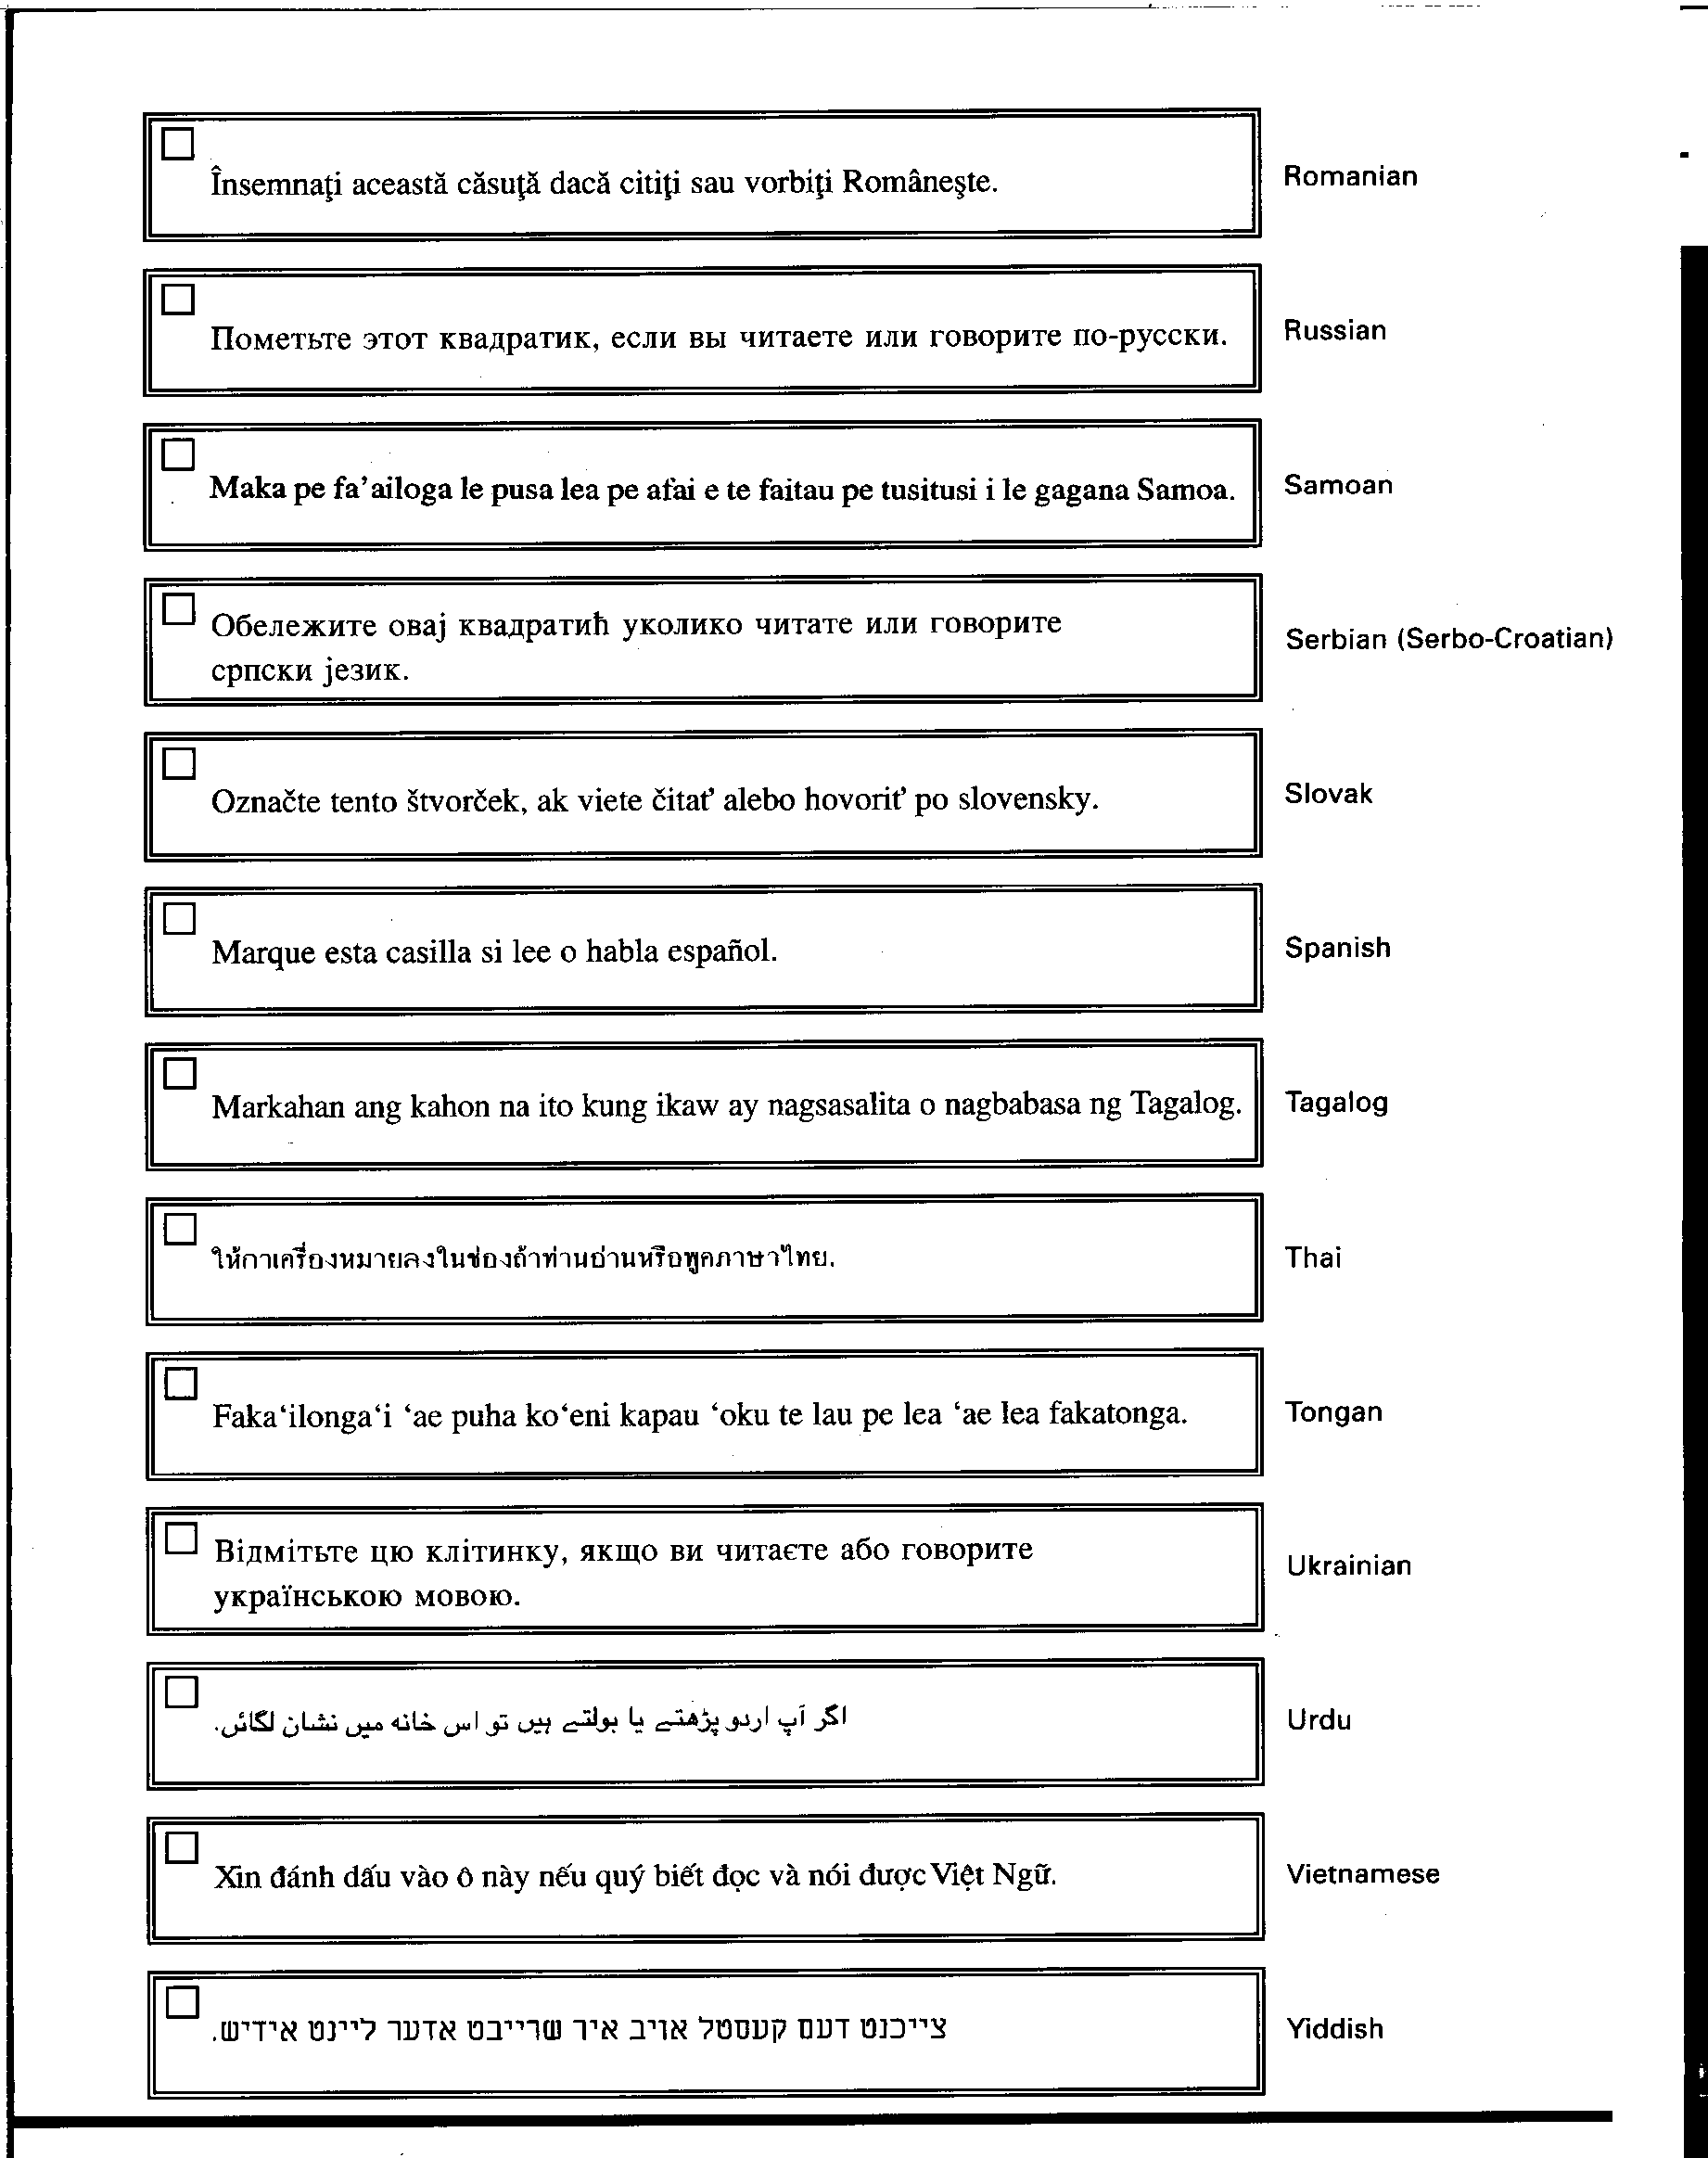 Însemnaţi această căsuţă dacă citiţi sau vorbiţi Româneşte.
Romanian
Пометьте этот квадратик, если вы читаете или говорите по-русски.
Russian
Maka pe fa'ailoga le pusa lea pe afai e te faitau pe tusitusi i le gagana Samoa.
Samoan
Обележите овај квадратић уколико читате или говорите
српски језик.
Serbian (Serbo-Croatian)
Označte tento štvorček, ak viete čítať alebo hovoriť po slovensky.
Slovak
Marque esta casilla si lee o habla español.
Spanish
Markahan ang kahon na ito kung ikaw ay nagsasalita o nagbabasa ng Tagalog.
Tagalog
ให้กาเครื่องหมายลงในช่องถ้าท่านอ่านหรือพูดภาษาไทย.
Thai
Faka‘ilonga‘i ‘ae puha ko‘eni kapau ‘oku te lau pe lea ‘ae lea fakatonga.
Tongan
Відмітьте цю клітинку, якщо ви читаєте або говорите
українською мовою.
Ukrainian
اگر آپ اردو پڑھتے یا بولتے ہیں تو اس خانہ میں نشان لگائں.
Urdu
Xin đánh dấu vào ô này nếu quý biết đọc và nói được Việt Ngữ.
Vietnamese
צייכנט דעם קעסטל אויב איר שרייבט אדער ליינט אידיש.
Yiddish